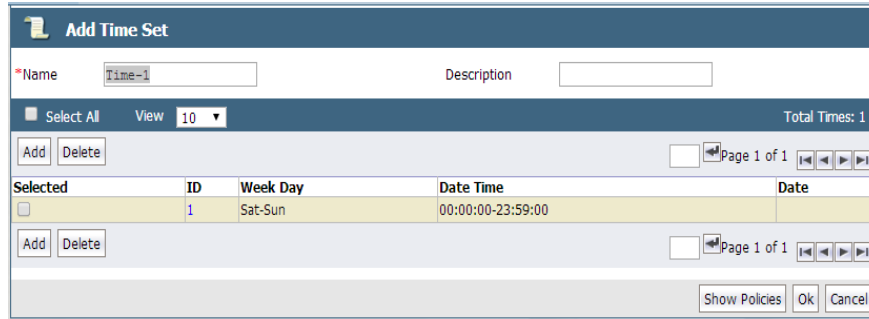 Add Time Set
*Name Time-1 Description
Select All View 10 Total Times: 1
Add Delete Page 1 of 1
Selected ID Week Day Date Time Date
1 Sat-Sun 00:00:00-23:59:00
Add Delete Page 1 of 1
Show Policies Ok Cancel